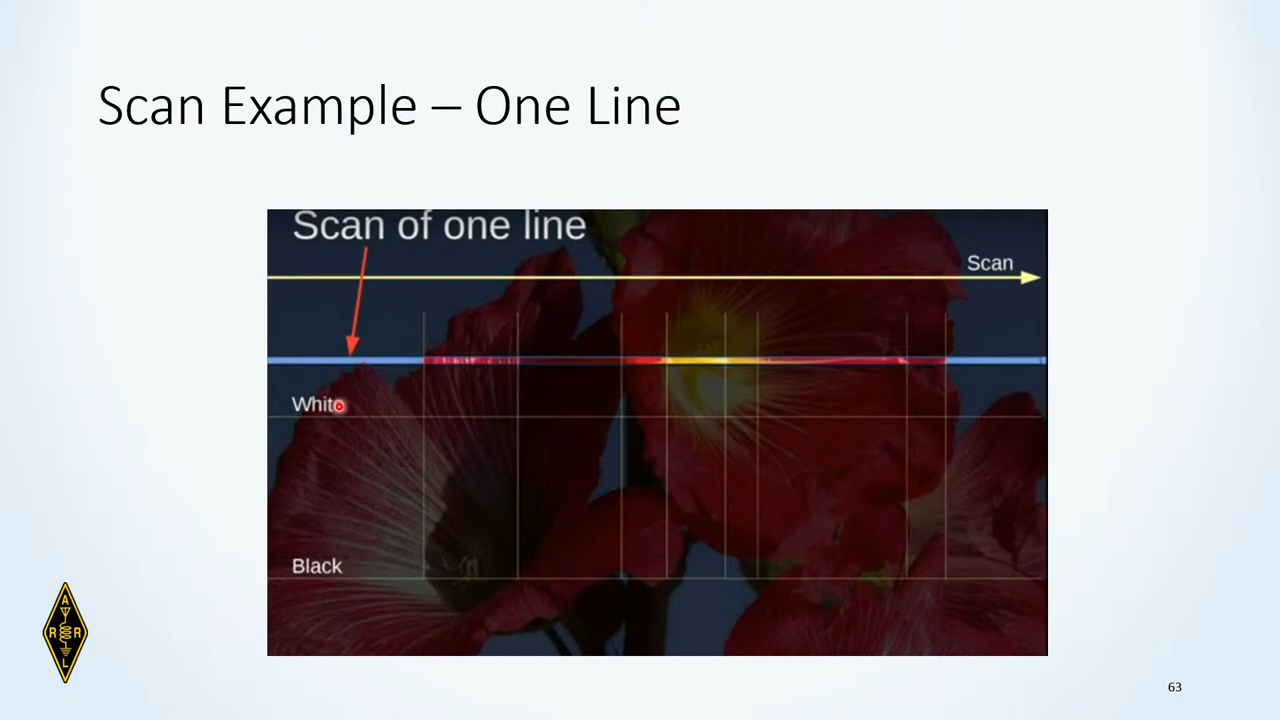 Scan Example – One Line
Scan of one line
Scan
White
Black
A
R R
L
63